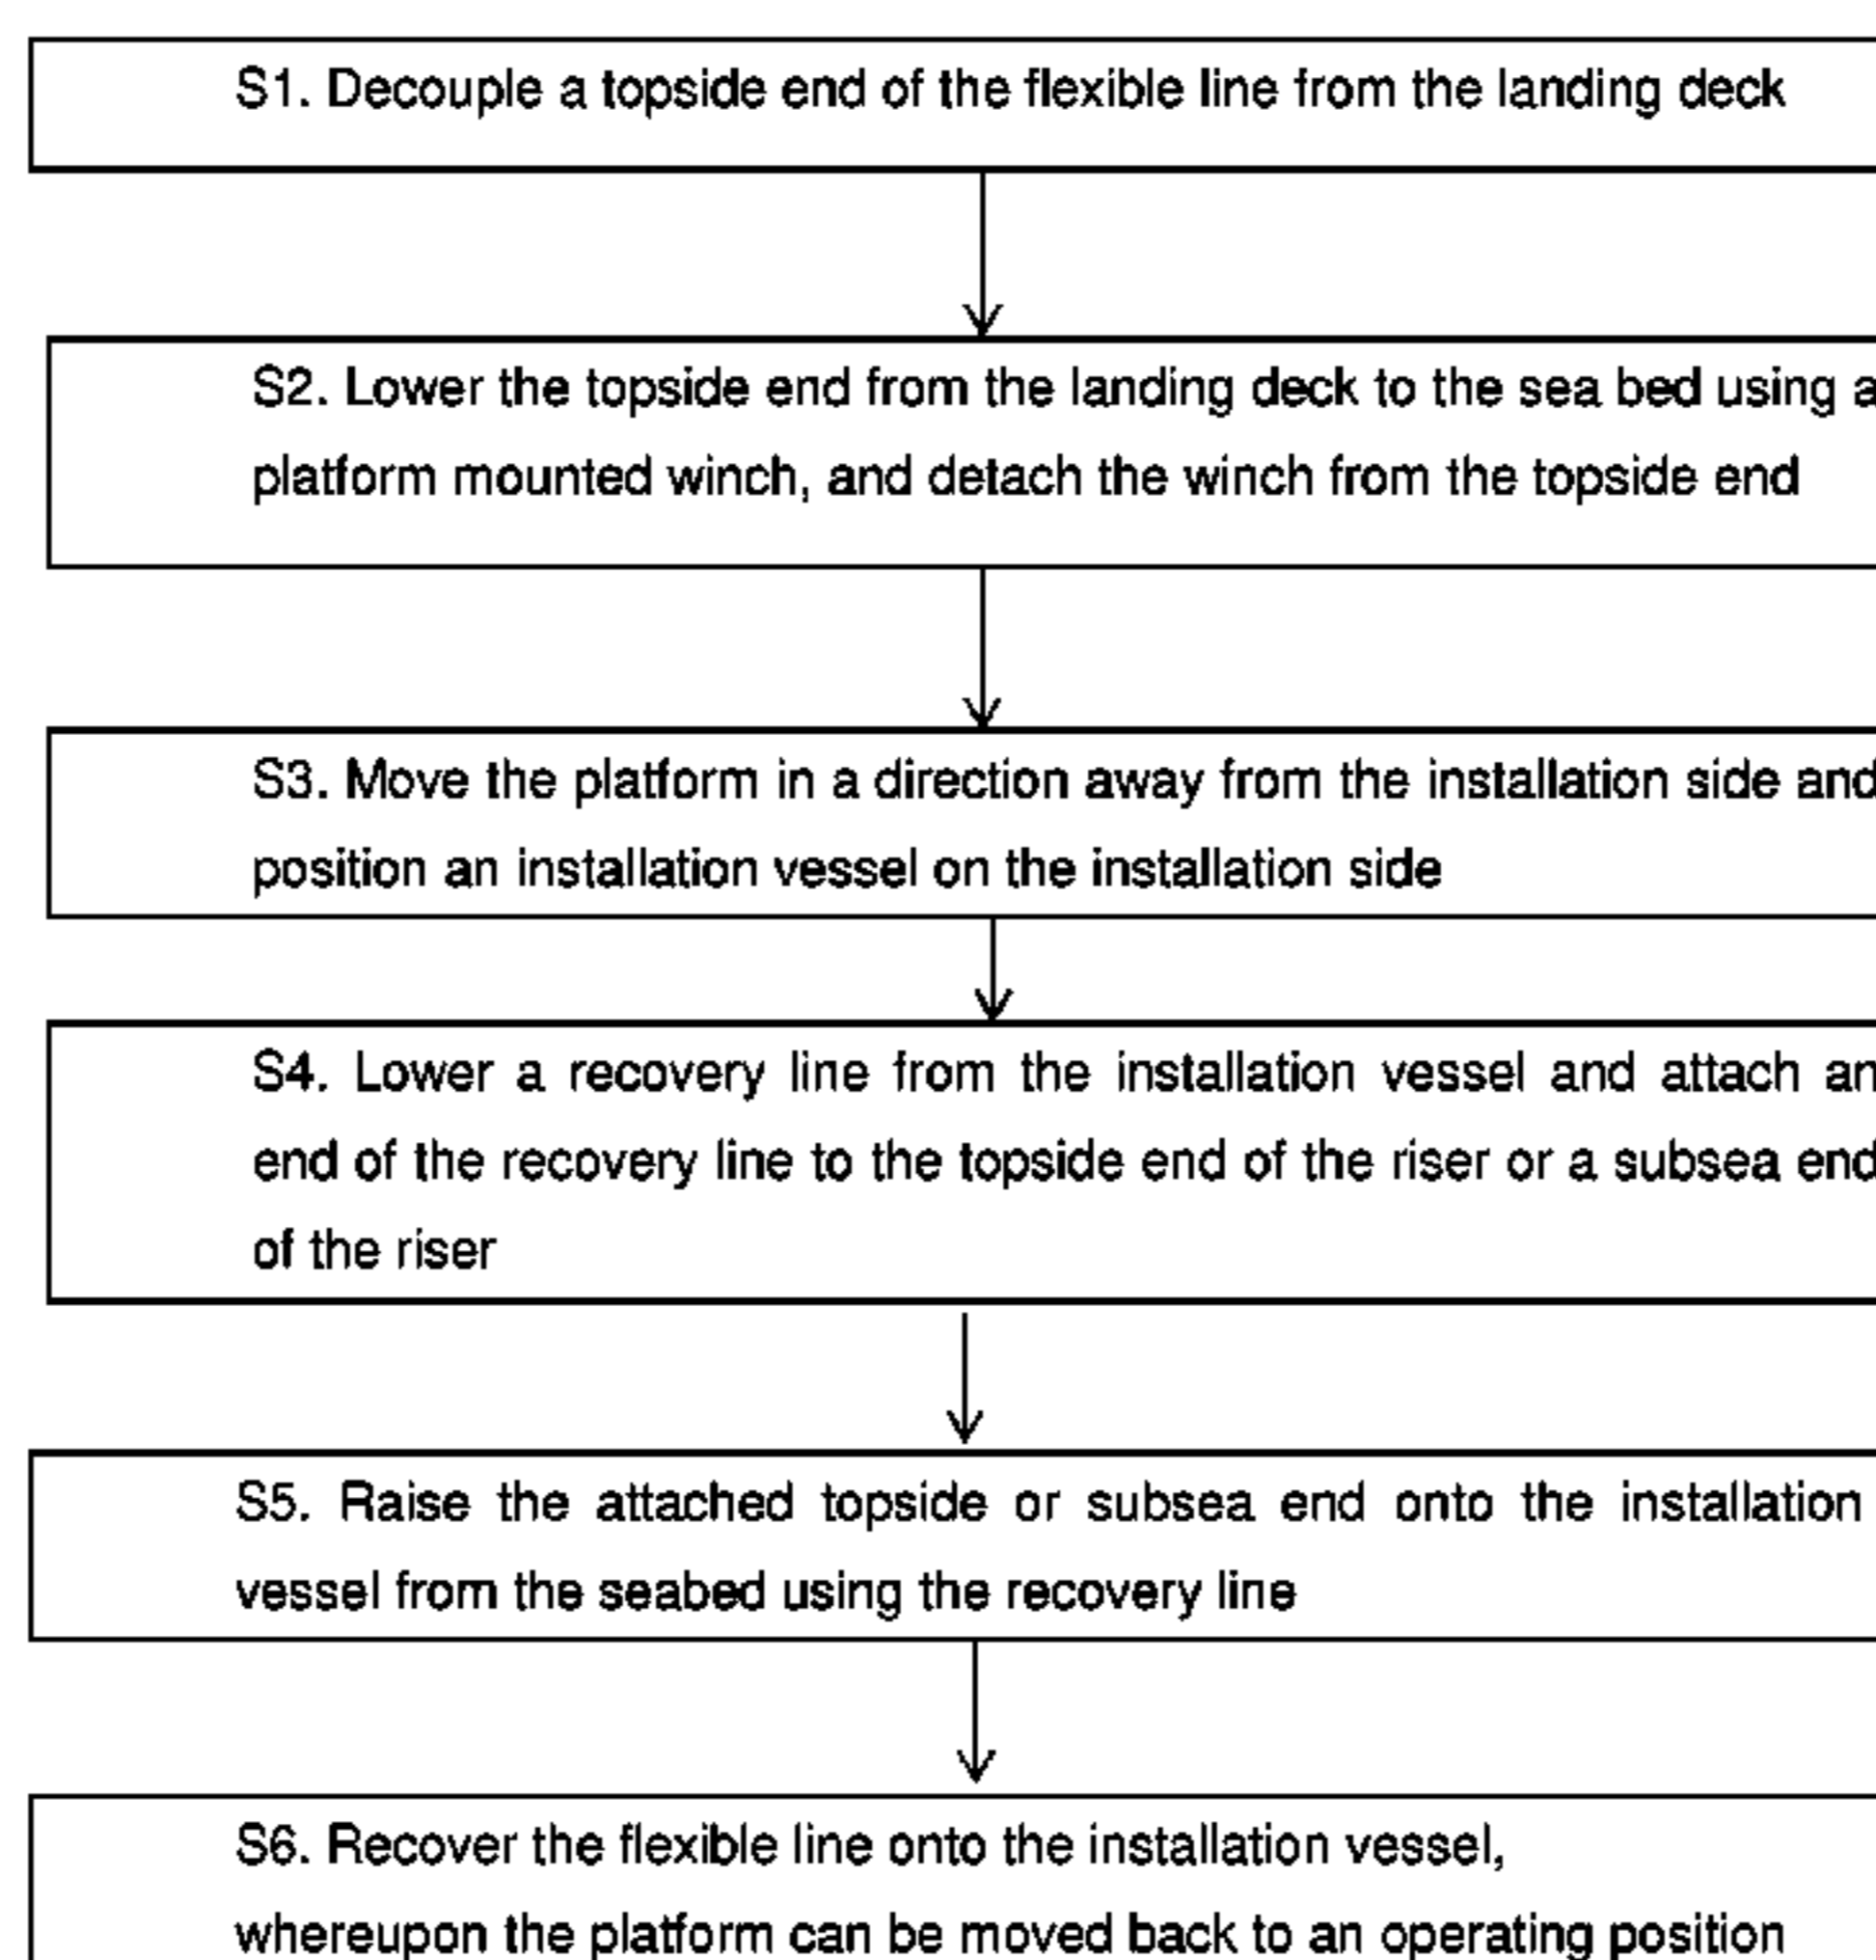 S1. Decouple a topside end of the flexible line from the landing deck
S2. Lower the topside end from the landing deck to the sea bed using a
platform mounted winch, and detach the winch from the topside end
S3. Move the platform in a direction away from the installation side and
position an installation vessel on the installation side
S4. Lower a recovery line from the installation vessel and attach an
end of the recovery line to the topside end of the riser or a subsea end
of the riser
S5. Raise the attached topside or subsea end onto the installation
vessel from the seabed using the recovery line
S6. Recover the flexible line onto the installation vessel,
whereupon the platform can be moved back to an operating position